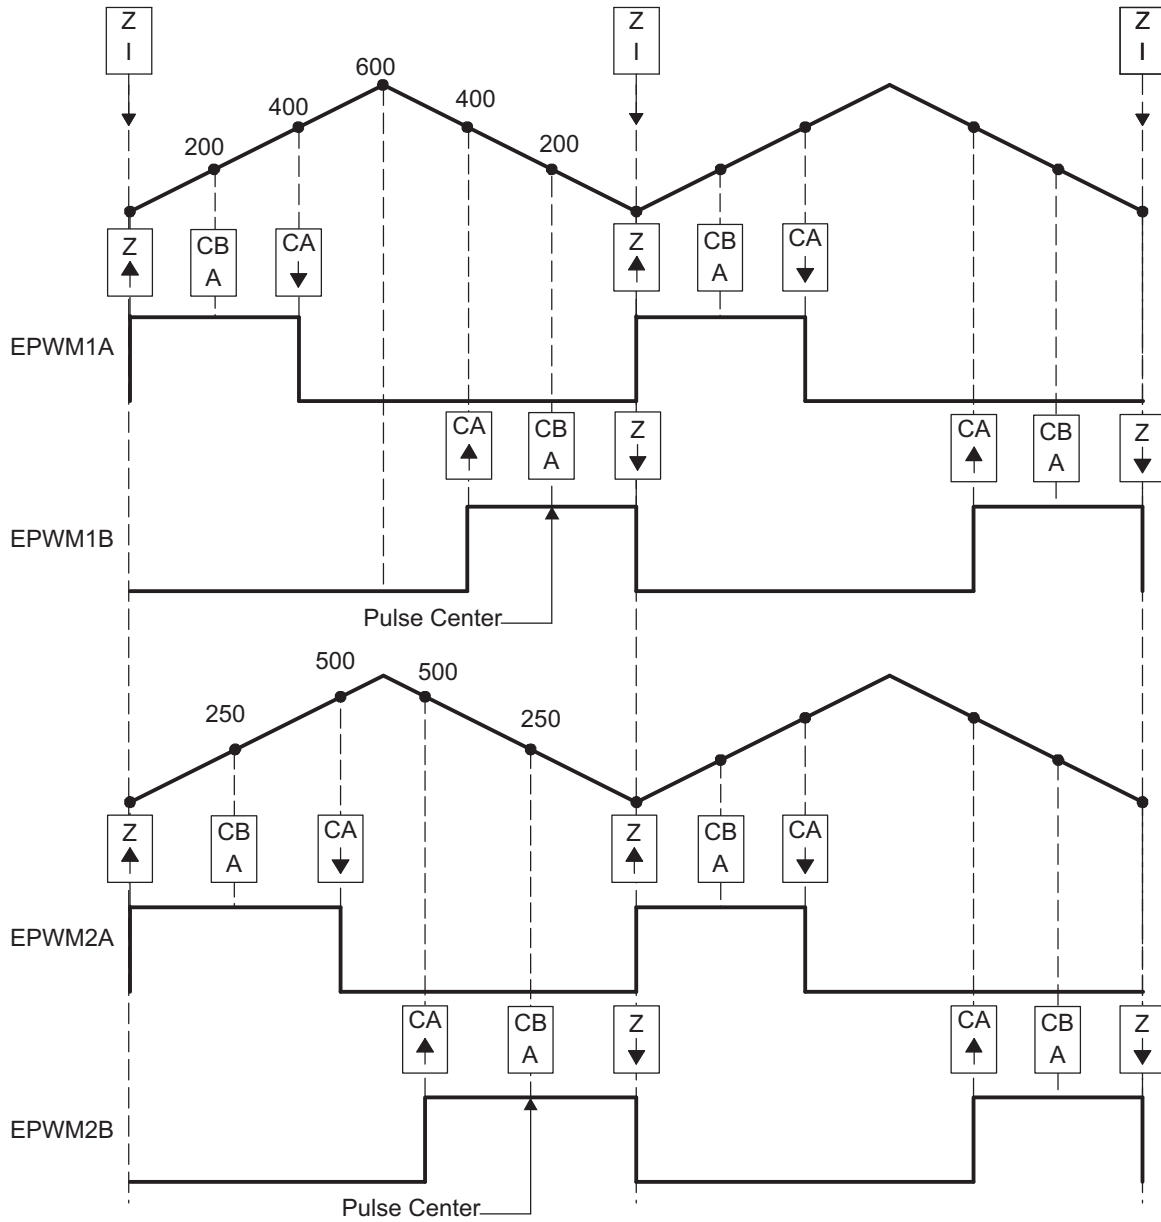 Z Z Z
I I I
600
400 400
200 200
Z CB CA Z CB CA
A A
EPWM1A
CA CB Z CA CB Z
A A
EPWM1B
Pulse Center
500 500
250 250
Z CB CA Z CB CA
A A
EPWM2A
CA CB Z CA CB Z
A A
EPWM2B
Pulse Center